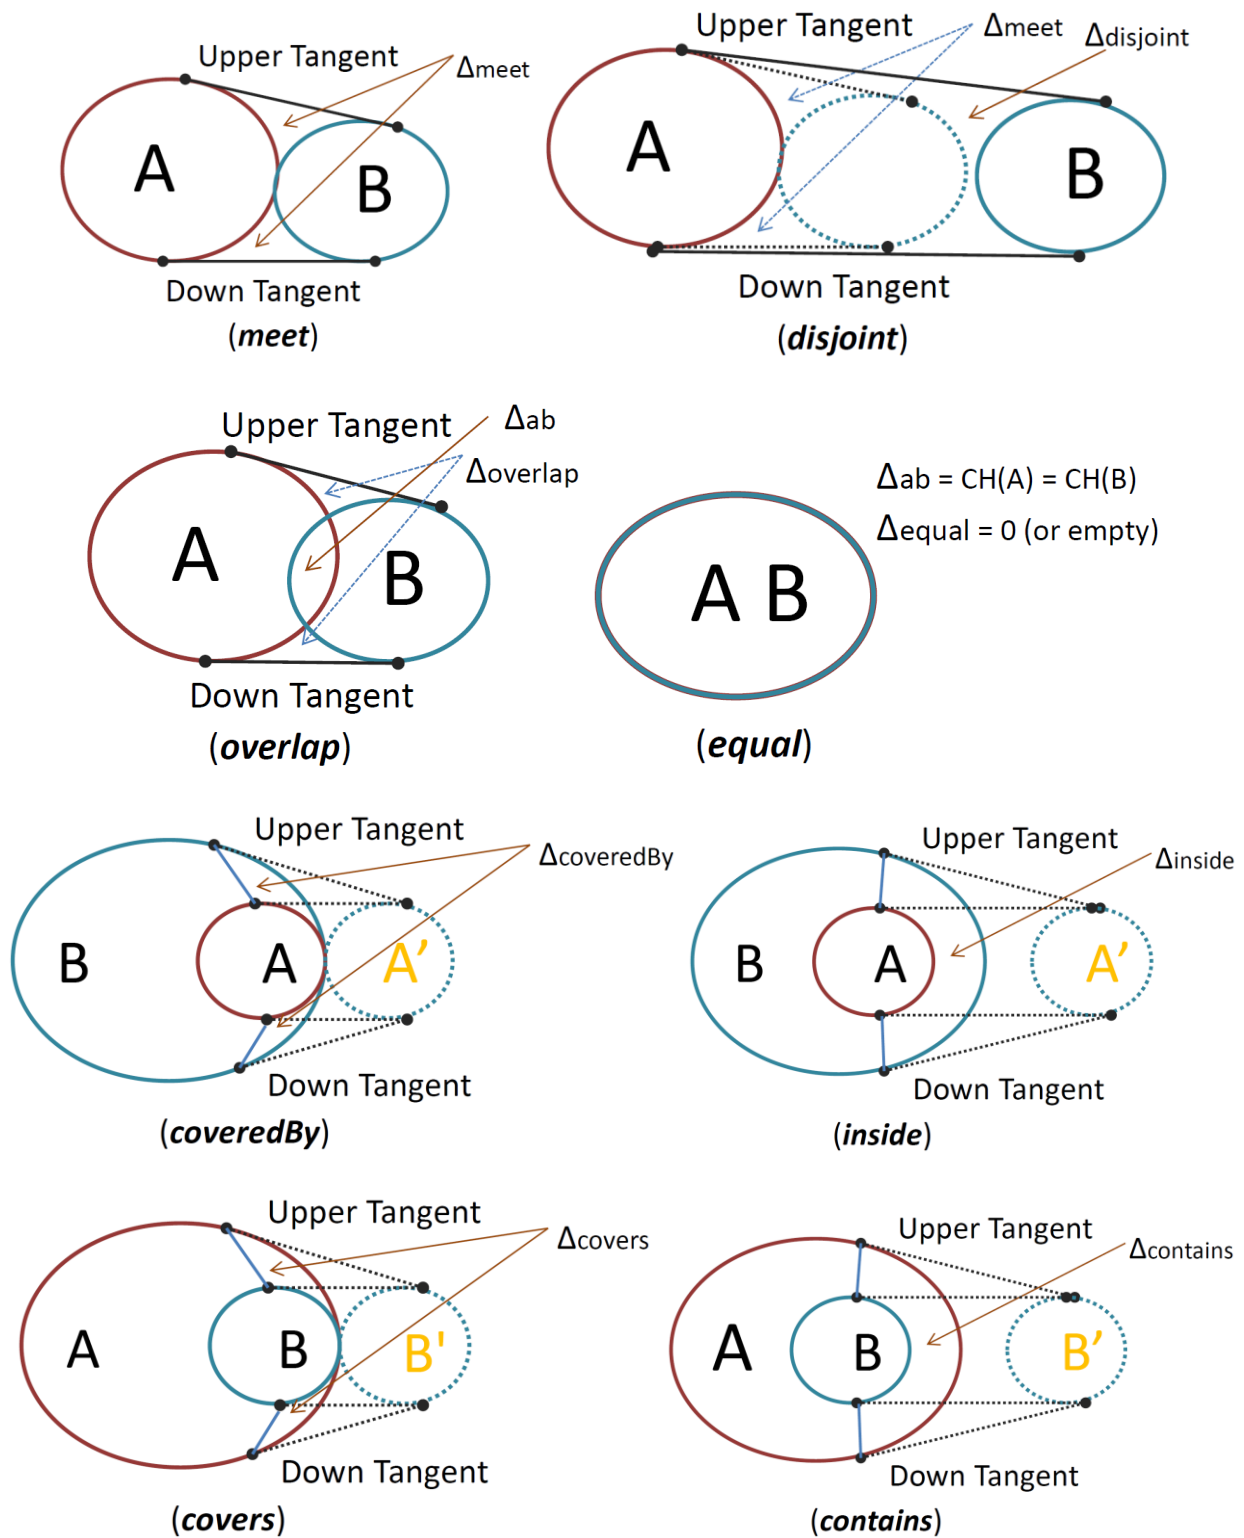 Upper Tangent
Δmeet
A
B
Down Tangent
(meet)
Upper Tangent
Δmeet
Δdisjoint
A
B
Down Tangent
(disjoint)
Upper Tangent
Δab
Δoverlap
A
B
Down Tangent
(overlap)
Δab = CH(A) = CH(B)
Δequal = 0 (or empty)
A B
(equal)
Upper Tangent
ΔcoveredBy
B
A
A’
Down Tangent
(coveredBy)
Upper Tangent
Δinside
B
A
A’
Down Tangent
(inside)
Upper Tangent
Δcovers
A
B
B'
Down Tangent
(covers)
Upper Tangent
Δcontains
A
B
B’
Down Tangent
(contains)